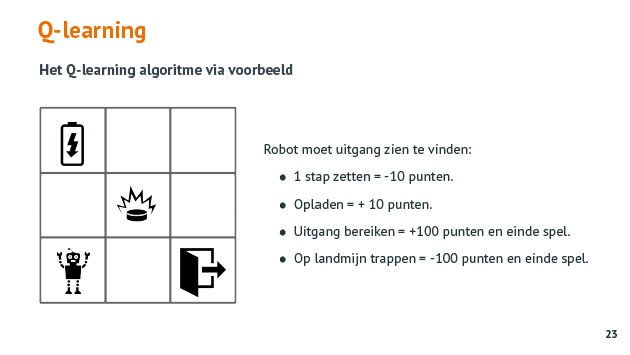 Q-learning
Het Q-learning algoritme via voorbeeld
Robot moet uitgang zien te vinden:
● 1 stap zetten = -10 punten.
● Opladen = + 10 punten.
● Uitgang bereiken = +100 punten en einde spel.
● Op landmijn trappen = -100 punten en einde spel.
23